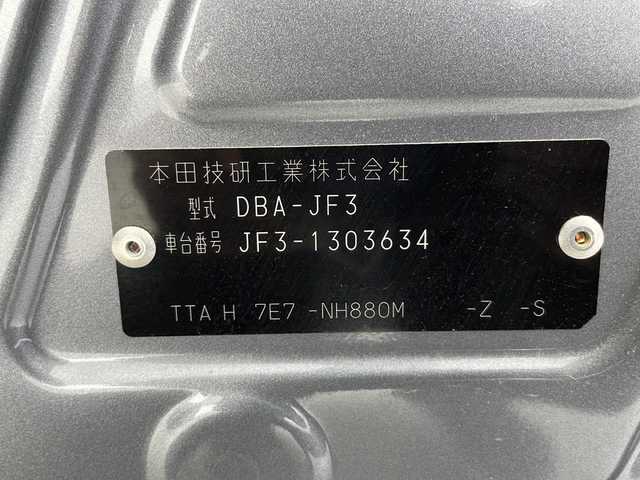 本田技研工業株式会社
型式 DBA-JF3
車台番号 JF3-1303634
TTA H 7E7 -NH880M -Z -S